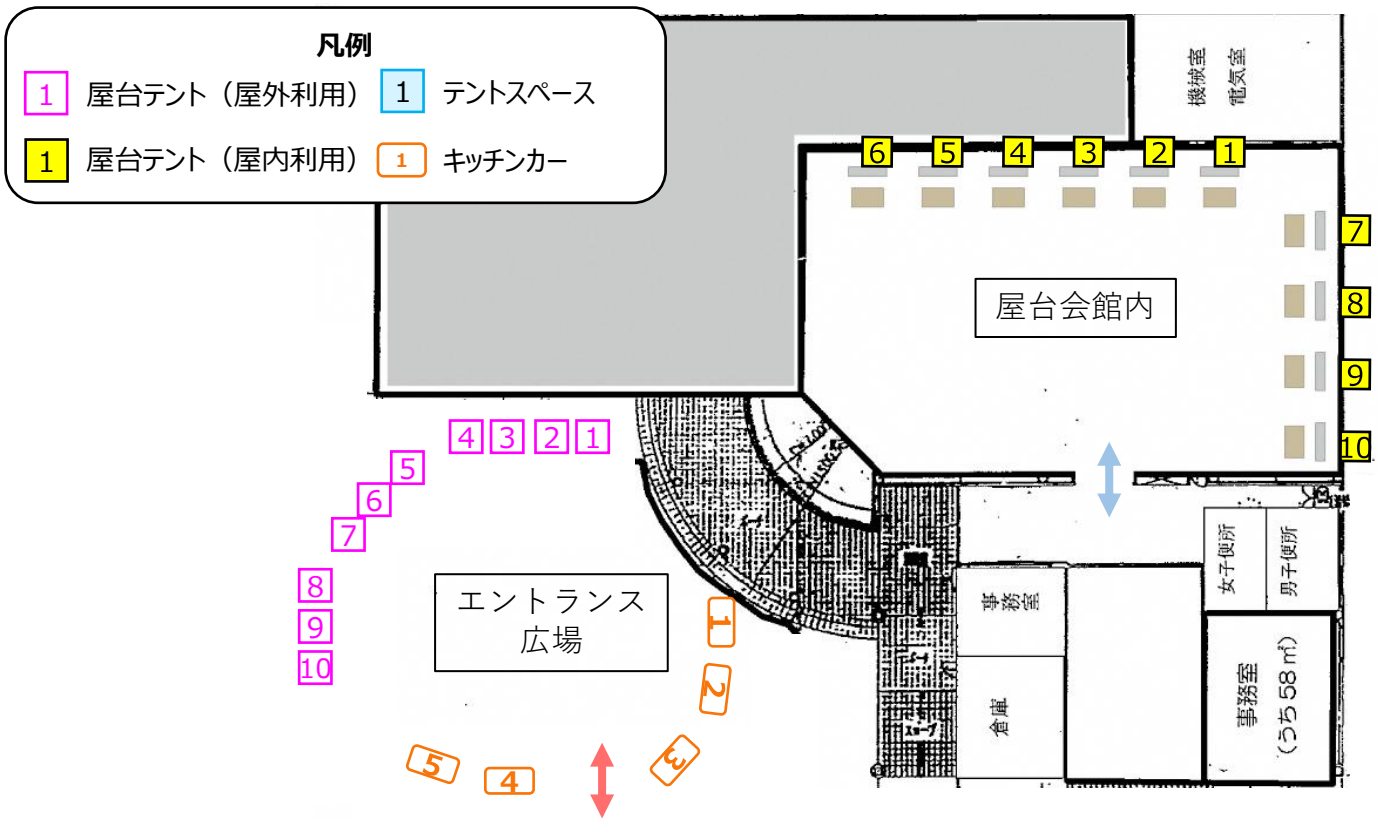 凡例
1 屋台テント（屋外利用） 1 テントスペース
1 屋台テント（屋内利用） 1 キッチンカー
機械室
電気室
6 5 4 3 2 1
7
8
9
10
屋台会館内
4 3 2 1
5
6
7
8
9
10
エントランス
広場
1
2
3
4
5
女子便所
男子便所
事務室
倉庫
事務室
（うち58㎡）
スロープ